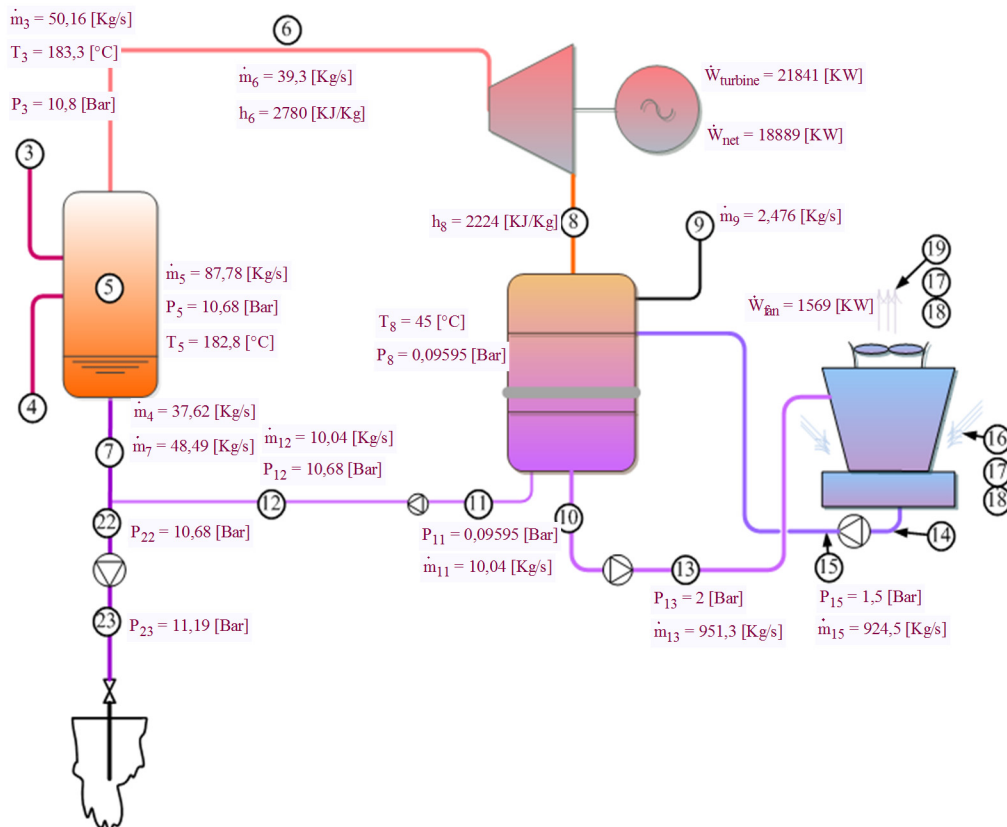 ṁ3 = 50,16 [Kg/s]
T3 = 183,3 [°C]
P3 = 10,8 [Bar]
6
ṁ6 = 39,3 [Kg/s]
h6 = 2780 [KJ/Kg]
Ẇturbine = 21841 [KW]
Ẇnet = 18889 [KW]
3
h8 = 2224 [KJ/Kg]
8
9
ṁ9 = 2,476 [Kg/s]
19
17
18
5
ṁ5 = 87,78 [Kg/s]
P5 = 10,68 [Bar]
T5 = 182,8 [°C]
T8 = 45 [°C]
P8 = 0,09595 [Bar]
Ẇfan = 1569 [KW]
4
ṁ4 = 37,62 [Kg/s]
7
ṁ7 = 48,49 [Kg/s]
ṁ12 = 10,04 [Kg/s]
P12 = 10,68 [Bar]
16
17
18
12
11
10
22
P22 = 10,68 [Bar]
P11 = 0,09595 [Bar]
ṁ11 = 10,04 [Kg/s]
14
15
13
23
P23 = 11,19 [Bar]
P13 = 2 [Bar]
ṁ13 = 951,3 [Kg/s]
P15 = 1,5 [Bar]
ṁ15 = 924,5 [Kg/s]